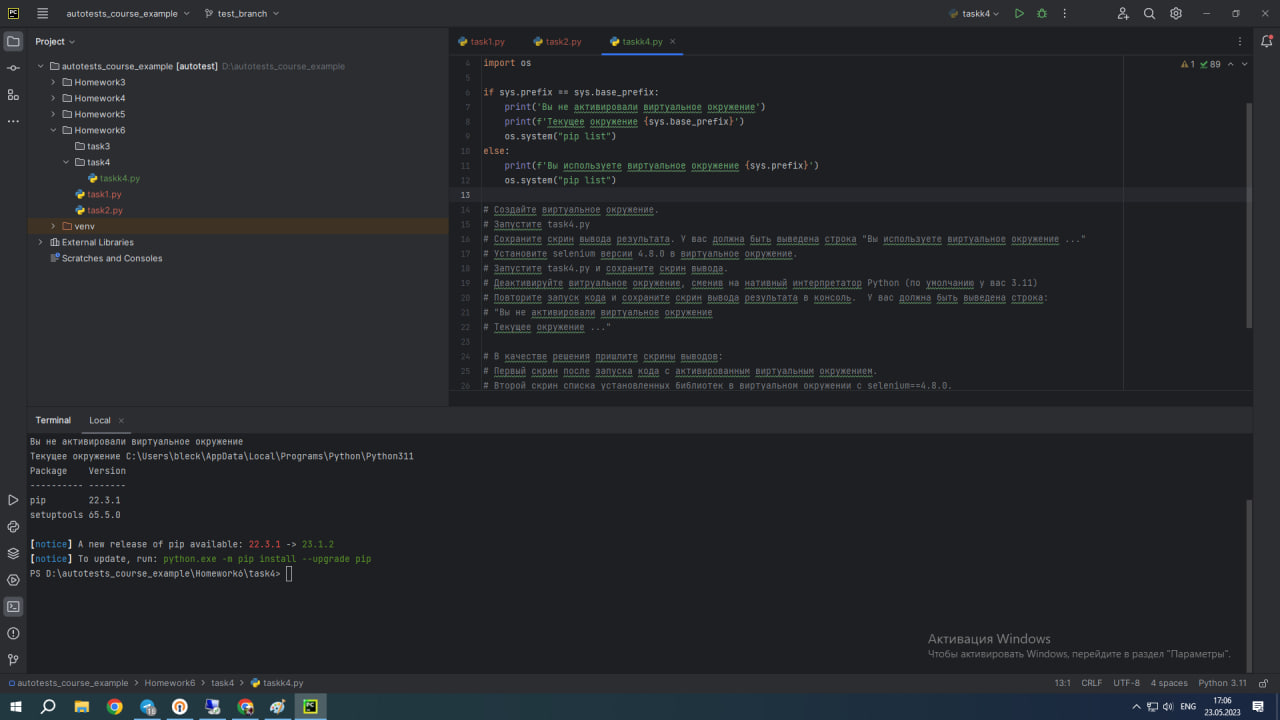 PC
autotests_course_example
test_branch
taskk4
Project
task1.py
task2.py
taskk4.py
autotests_course_example [autotest] D:\autotests_course_example
Homework3
Homework4
Homework5
Homework6
task3
task4
taskk4.py
task1.py
task2.py
venv
External Libraries
Scratches and Consoles
1 89
4 import os
5
6 if sys.prefix == sys.base_prefix:
7 print('Вы не активировали виртуальное окружение')
8 print(f'Текущее окружение {sys.base_prefix}')
9 os.system("pip list")
10 else:
11 print(f'Вы используете виртуальное окружение {sys.prefix}')
12 os.system("pip list")
13
14 # Создайте виртуальное окружение.
15 # Запустите task4.py
16 # Сохраните скрин вывода результата. У вас должна быть выведена строка "Вы используете виртуальное окружение ..."
17 # Установите selenium версии 4.8.0 в виртуальное окружение.
18 # Запустите task4.py и сохраните скрин вывода.
19 # Деактивируйте витруальное окружение, сменив на нативный интерпретатор Python (по умолчанию у вас 3.11)
20 # Повторите запуск кода и сохраните скрин вывода результата в консоль. У вас должна быть выведена строка:
21 # "Вы не активировали виртуальное окружение
22 # Текущее окружение ..."
23
24 # В качестве решения пришлите скрины выводов:
25 # Первый скрин после запуска кода с активированным виртуальным окружением.
26 # Второй скрин списка установленных библиотек в виртуальном окружении с selenium==4.8.0.
Terminal Local
Вы не активировали виртуальное окружение
Текущее окружение C:\Users\bleck\AppData\Local\Programs\Python\Python311
Package Version
---------- -------
pip 22.3.1
setuptools 65.5.0
[notice] A new release of pip available: 22.3.1 -> 23.1.2
[notice] To update, run: python.exe -m pip install --upgrade pip
PS D:\autotests_course_example\Homework6\task4>
Активация Windows
Чтобы активировать Windows, перейдите в раздел "Параметры".
autotests_course_example > Homework6 > task4 > taskk4.py
13:1 CRLF UTF-8 4 spaces Python 3.11
ENG
17:06
23.05.2023